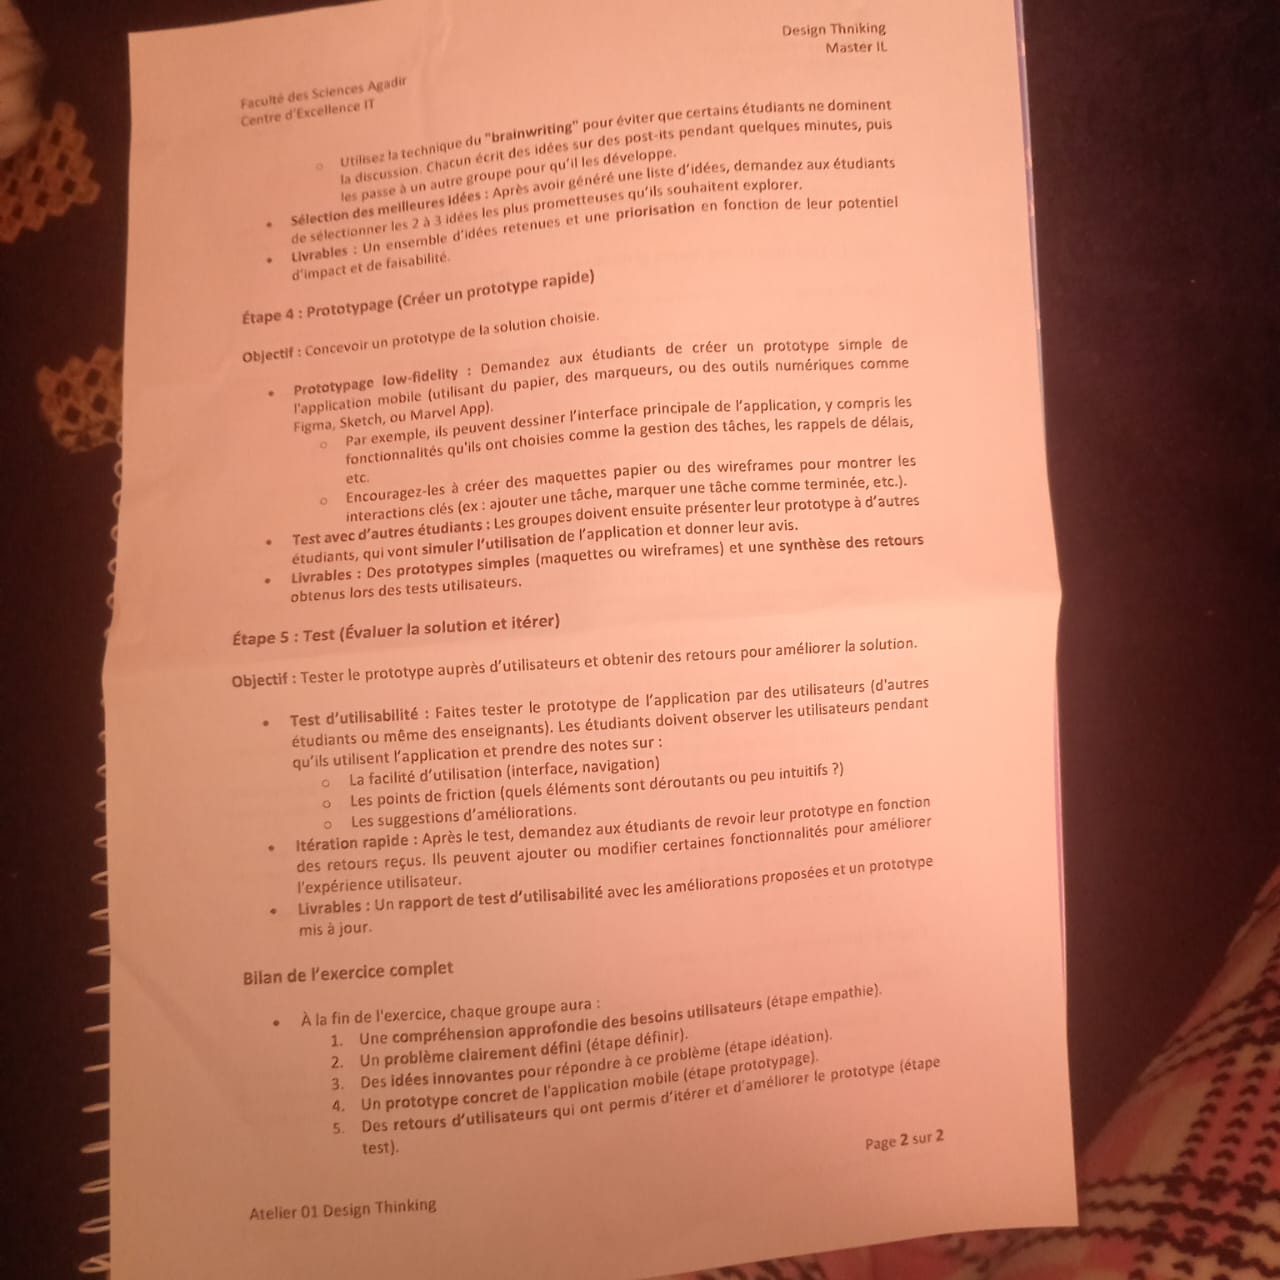 Design Thniking
Master IL
Faculté des Sciences Agadir
Centre d'Excellence IT
o Utilisez la technique du "brainwriting" pour éviter que certains étudiants ne dominent
la discussion. Chacun écrit des idées sur des post-its pendant quelques minutes, puis
les passe à un autre groupe pour qu'il les développe.
• Sélection des meilleures idées : Après avoir généré une liste d'idées, demandez aux étudiants
de sélectionner les 2 à 3 idées les plus prometteuses qu'ils souhaitent explorer.
• Livrables : Un ensemble d'idées retenues et une priorisation en fonction de leur potentiel
d'impact et de faisabilité.
Étape 4 : Prototypage (Créer un prototype rapide)
Objectif : Concevoir un prototype de la solution choisie.
• Prototypage low-fidelity : Demandez aux étudiants de créer un prototype simple de
l'application mobile (utilisant du papier, des marqueurs, ou des outils numériques comme
Figma, Sketch, ou Marvel App).
o Par exemple, ils peuvent dessiner l'interface principale de l'application, y compris les
fonctionnalités qu'ils ont choisies comme la gestion des tâches, les rappels de délais,
etc.
o Encouragez-les à créer des maquettes papier ou des wireframes pour montrer les
interactions clés (ex : ajouter une tâche, marquer une tâche comme terminée, etc.).
• Test avec d'autres étudiants : Les groupes doivent ensuite présenter leur prototype à d'autres
étudiants, qui vont simuler l'utilisation de l'application et donner leur avis.
• Livrables : Des prototypes simples (maquettes ou wireframes) et une synthèse des retours
obtenus lors des tests utilisateurs.
Étape 5 : Test (Évaluer la solution et itérer)
Objectif : Tester le prototype auprès d'utilisateurs et obtenir des retours pour améliorer la solution.
• Test d'utilisabilité : Faites tester le prototype de l'application par des utilisateurs (d'autres
étudiants ou même des enseignants). Les étudiants doivent observer les utilisateurs pendant
qu'ils utilisent l'application et prendre des notes sur :
o La facilité d'utilisation (interface, navigation)
o Les points de friction (quels éléments sont déroutants ou peu intuitifs ?)
o Les suggestions d'améliorations.
• Itération rapide : Après le test, demandez aux étudiants de revoir leur prototype en fonction
des retours reçus. Ils peuvent ajouter ou modifier certaines fonctionnalités pour améliorer
l'expérience utilisateur.
• Livrables : Un rapport de test d'utilisabilité avec les améliorations proposées et un prototype
mis à jour.
Bilan de l'exercice complet
• À la fin de l'exercice, chaque groupe aura :
1. Une compréhension approfondie des besoins utilisateurs (étape empathie).
2. Un problème clairement défini (étape définir).
3. Des idées innovantes pour répondre à ce problème (étape idéation).
4. Un prototype concret de l'application mobile (étape prototypage).
5. Des retours d'utilisateurs qui ont permis d'itérer et d'améliorer le prototype (étape
test).
Page 2 sur 2
Atelier 01 Design Thinking